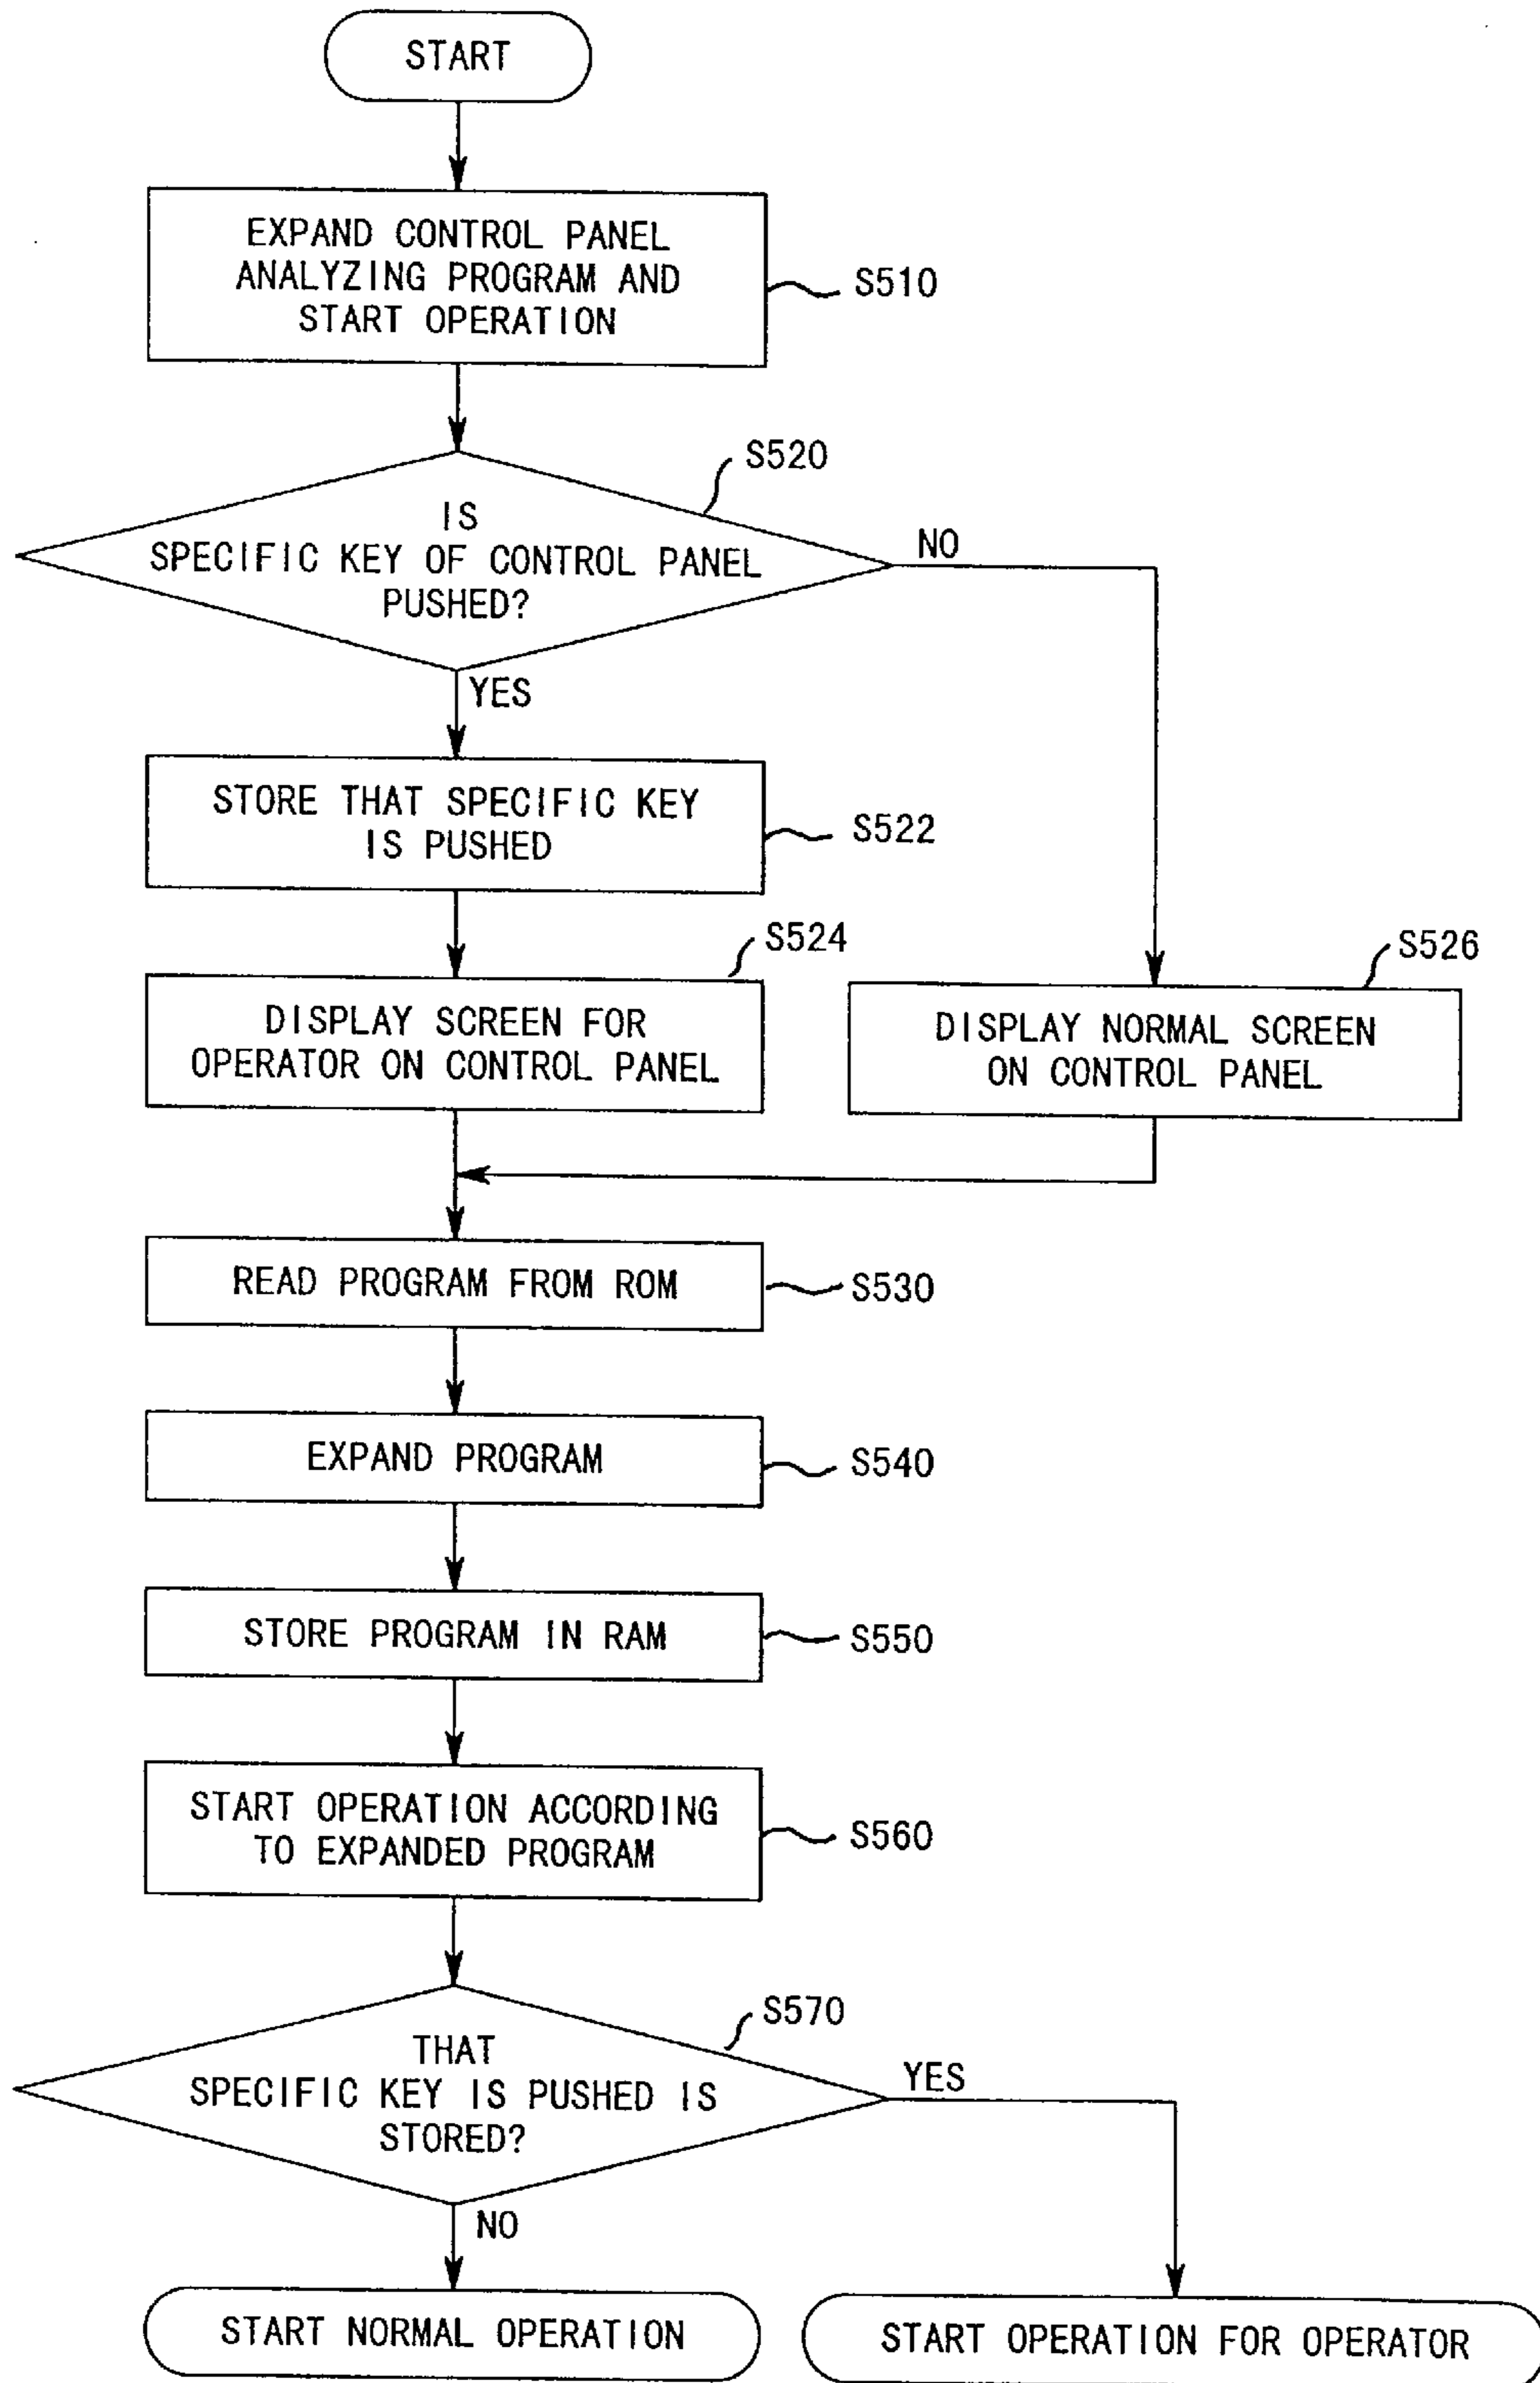 START
EXPAND CONTROL PANEL
ANALYZING PROGRAM AND
START OPERATION
S510
S520
IS
SPECIFIC KEY OF CONTROL PANEL
PUSHED?
NO
YES
STORE THAT SPECIFIC KEY
IS PUSHED
S522
S524
S526
DISPLAY SCREEN FOR
OPERATOR ON CONTROL PANEL
DISPLAY NORMAL SCREEN
ON CONTROL PANEL
READ PROGRAM FROM ROM
S530
EXPAND PROGRAM
S540
STORE PROGRAM IN RAM
S550
START OPERATION ACCORDING
TO EXPANDED PROGRAM
S560
S570
THAT
SPECIFIC KEY IS PUSHED IS
STORED?
YES
NO
START NORMAL OPERATION
START OPERATION FOR OPERATOR